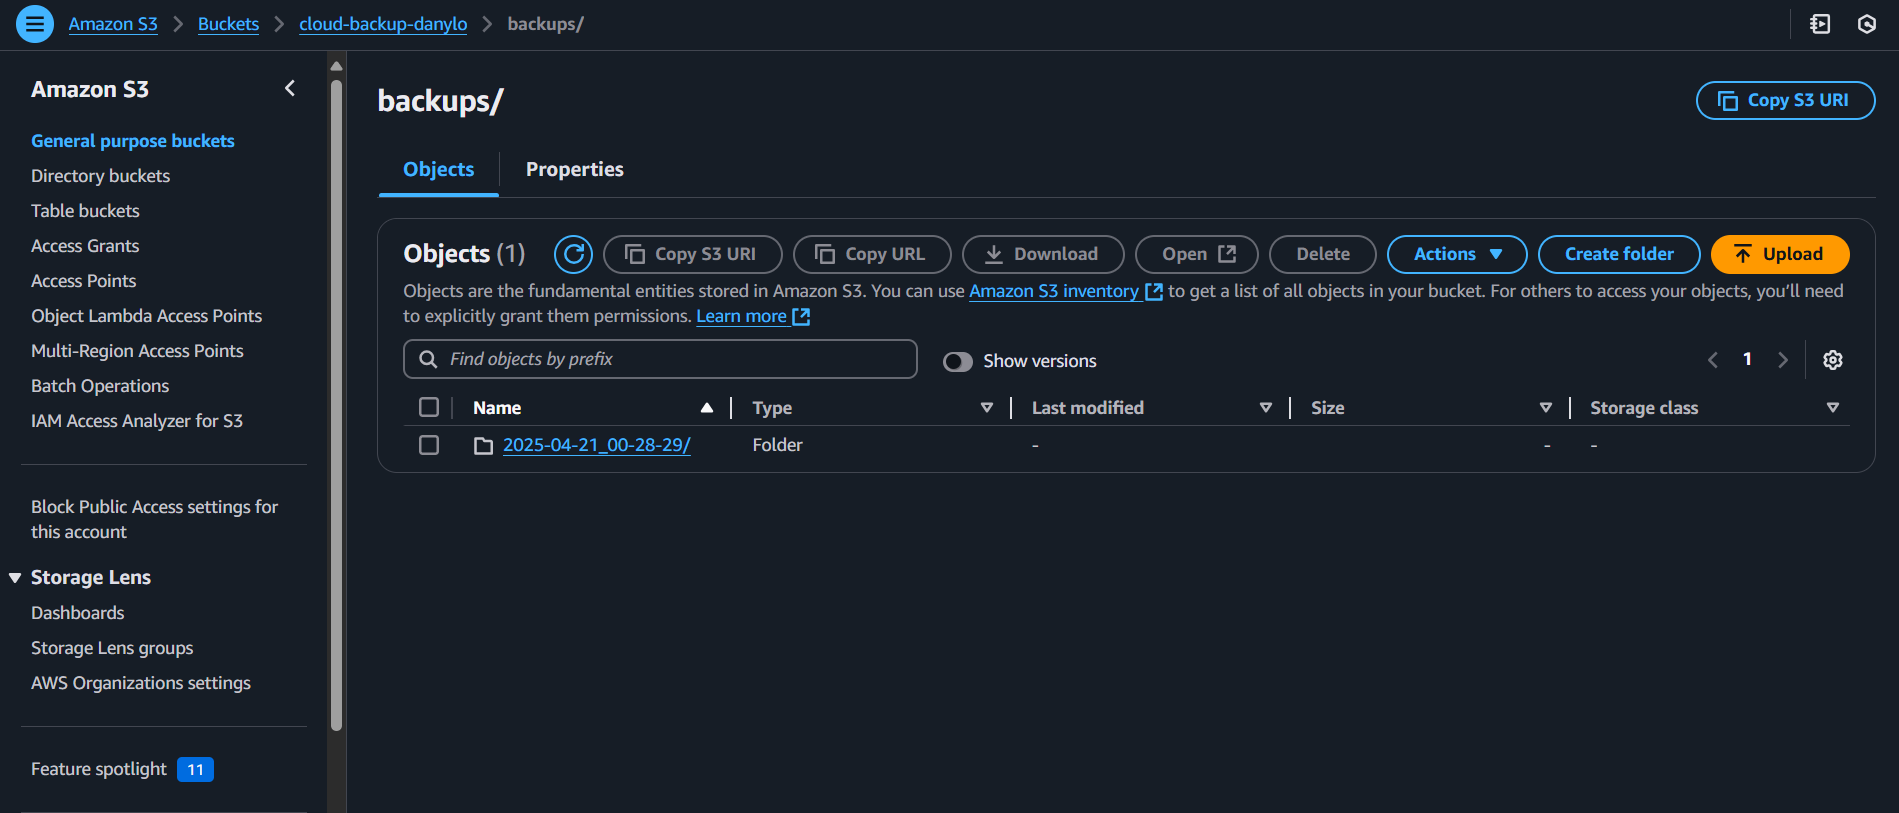 Amazon S3 > Buckets > cloud-backup-danylo > backups/
Amazon S3
General purpose buckets
Directory buckets
Table buckets
Access Grants
Access Points
Object Lambda Access Points
Multi-Region Access Points
Batch Operations
IAM Access Analyzer for S3
Block Public Access settings for
this account
Storage Lens
Dashboards
Storage Lens groups
AWS Organizations settings
Feature spotlight 11
backups/
Copy S3 URI
Objects Properties
Objects (1) Copy S3 URI Copy URL Download Open Delete Actions Create folder Upload
Objects are the fundamental entities stored in Amazon S3. You can use Amazon S3 inventory to get a list of all objects in your bucket. For others to access your objects, you’ll need
to explicitly grant them permissions. Learn more
Find objects by prefix Show versions 1
Name Type Last modified Size Storage class
2025-04-21_00-28-29/ Folder - - -